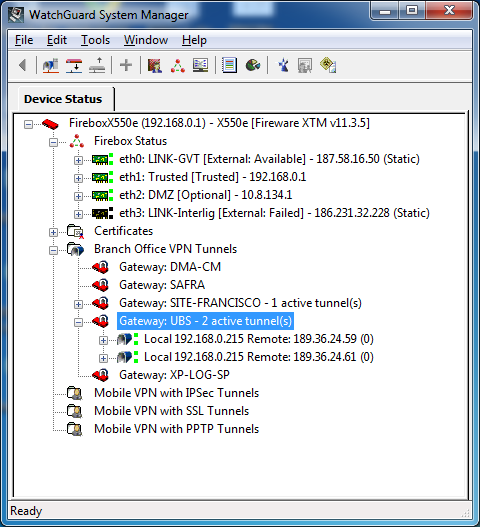 WatchGuard System Manager
File Edit Tools Window Help
Device Status
FireboxX550e (192.168.0.1) - X550e [Fireware XTM v11.3.5]
Firebox Status
eth0: LINK-GVT [External: Available] - 187.58.16.50 (Static)
eth1: Trusted [Trusted] - 192.168.0.1
eth2: DMZ [Optional] - 10.8.134.1
eth3: LINK-Interlig [External: Failed] - 186.231.32.228 (Static)
Certificates
Branch Office VPN Tunnels
Gateway: DMA-CM
Gateway: SAFRA
Gateway: SITE-FRANCISCO - 1 active tunnel(s)
Gateway: UBS - 2 active tunnel(s)
Local 192.168.0.215 Remote: 189.36.24.59 (0)
Local 192.168.0.215 Remote: 189.36.24.61 (0)
Gateway: XP-LOG-SP
Mobile VPN with IPSec Tunnels
Mobile VPN with SSL Tunnels
Mobile VPN with PPTP Tunnels
Ready